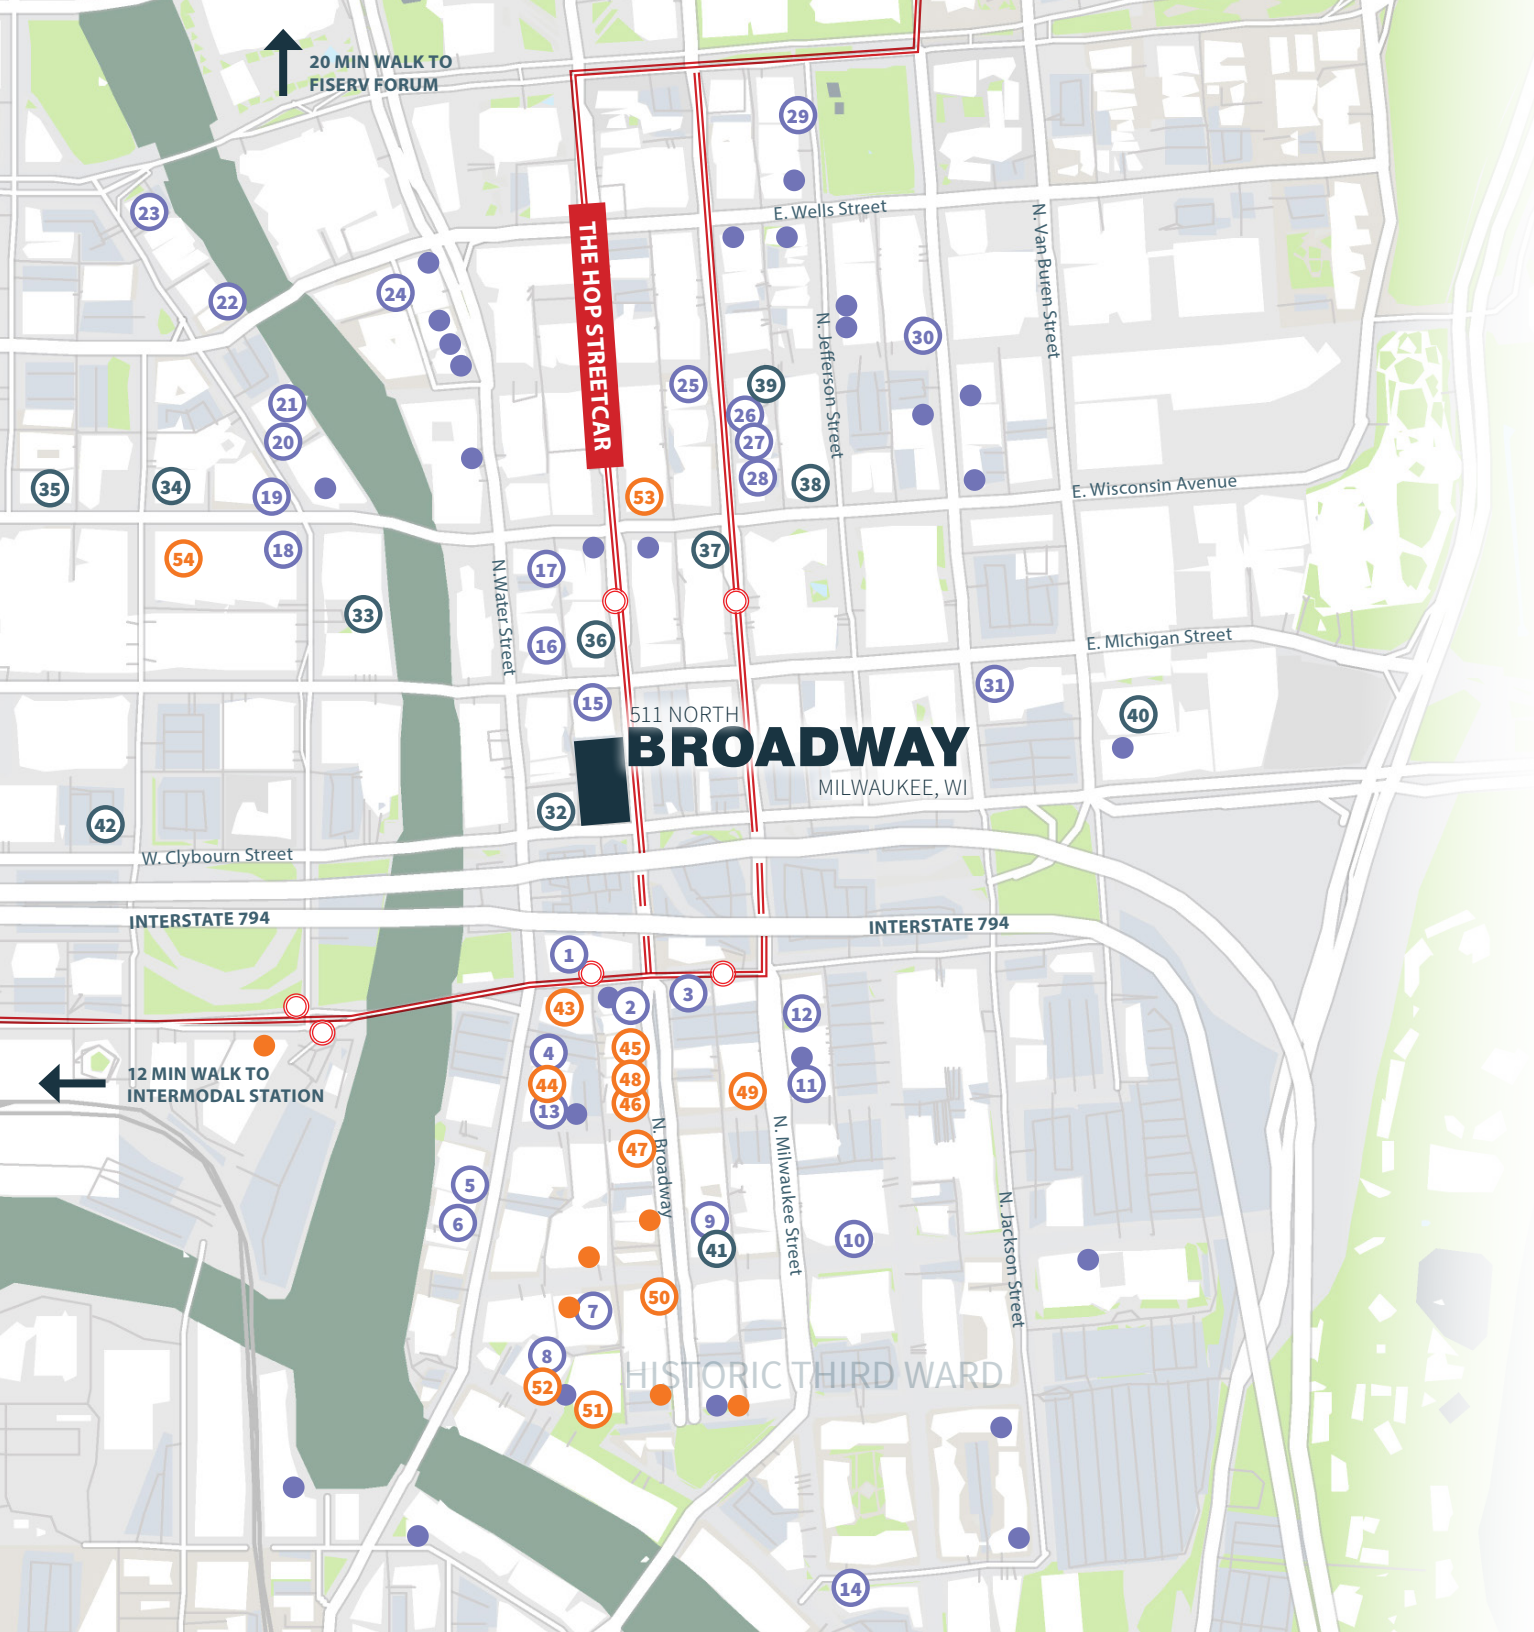 20 MIN WALK TO
FISERV FORUM
29
23
E. Wells Street
N. Van Buren Street
THE HOP STREETCAR
24
22
N. Jefferson Street
30
25
39
21
26
20
27
28
38
35
34
19
53
E. Wisconsin Avenue
54
18
37
17
N.Water Street
33
36
16
E. MIchigan Street
31
15
511 NORTH
BROADWAY
MILWAUKEE, WI
40
32
42
W. Clybourn Street
INTERSTATE 794
INTERSTATE 794
1
3
43
2
12
4
45
12 MIN WALK TO
INTERMODAL STATION
44
48
49
11
13
46
N. Broadway
N. Milwaukee Street
47
5
6
9
41
10
N. Jackson Street
50
7
8
HISTORIC THIRD WARD
52
51
14